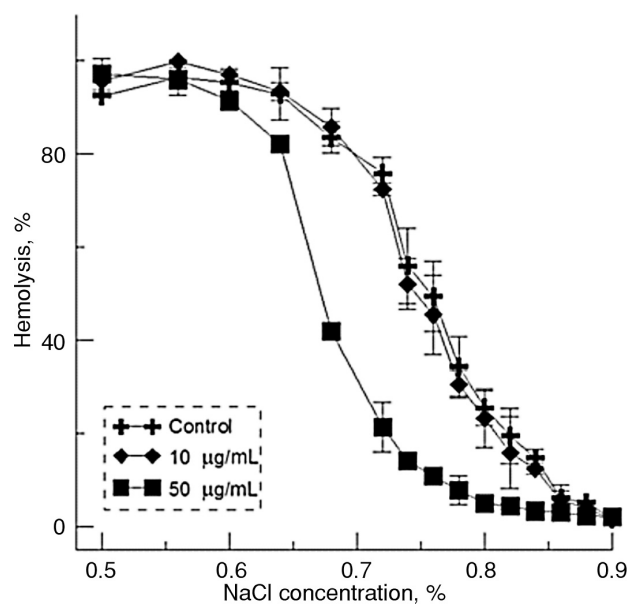 Hemolysis, %
80
40
0
Control
10 µg/mL
50 µg/mL
0.5 0.6 0.7 0.8 0.9
NaCl concentration, %